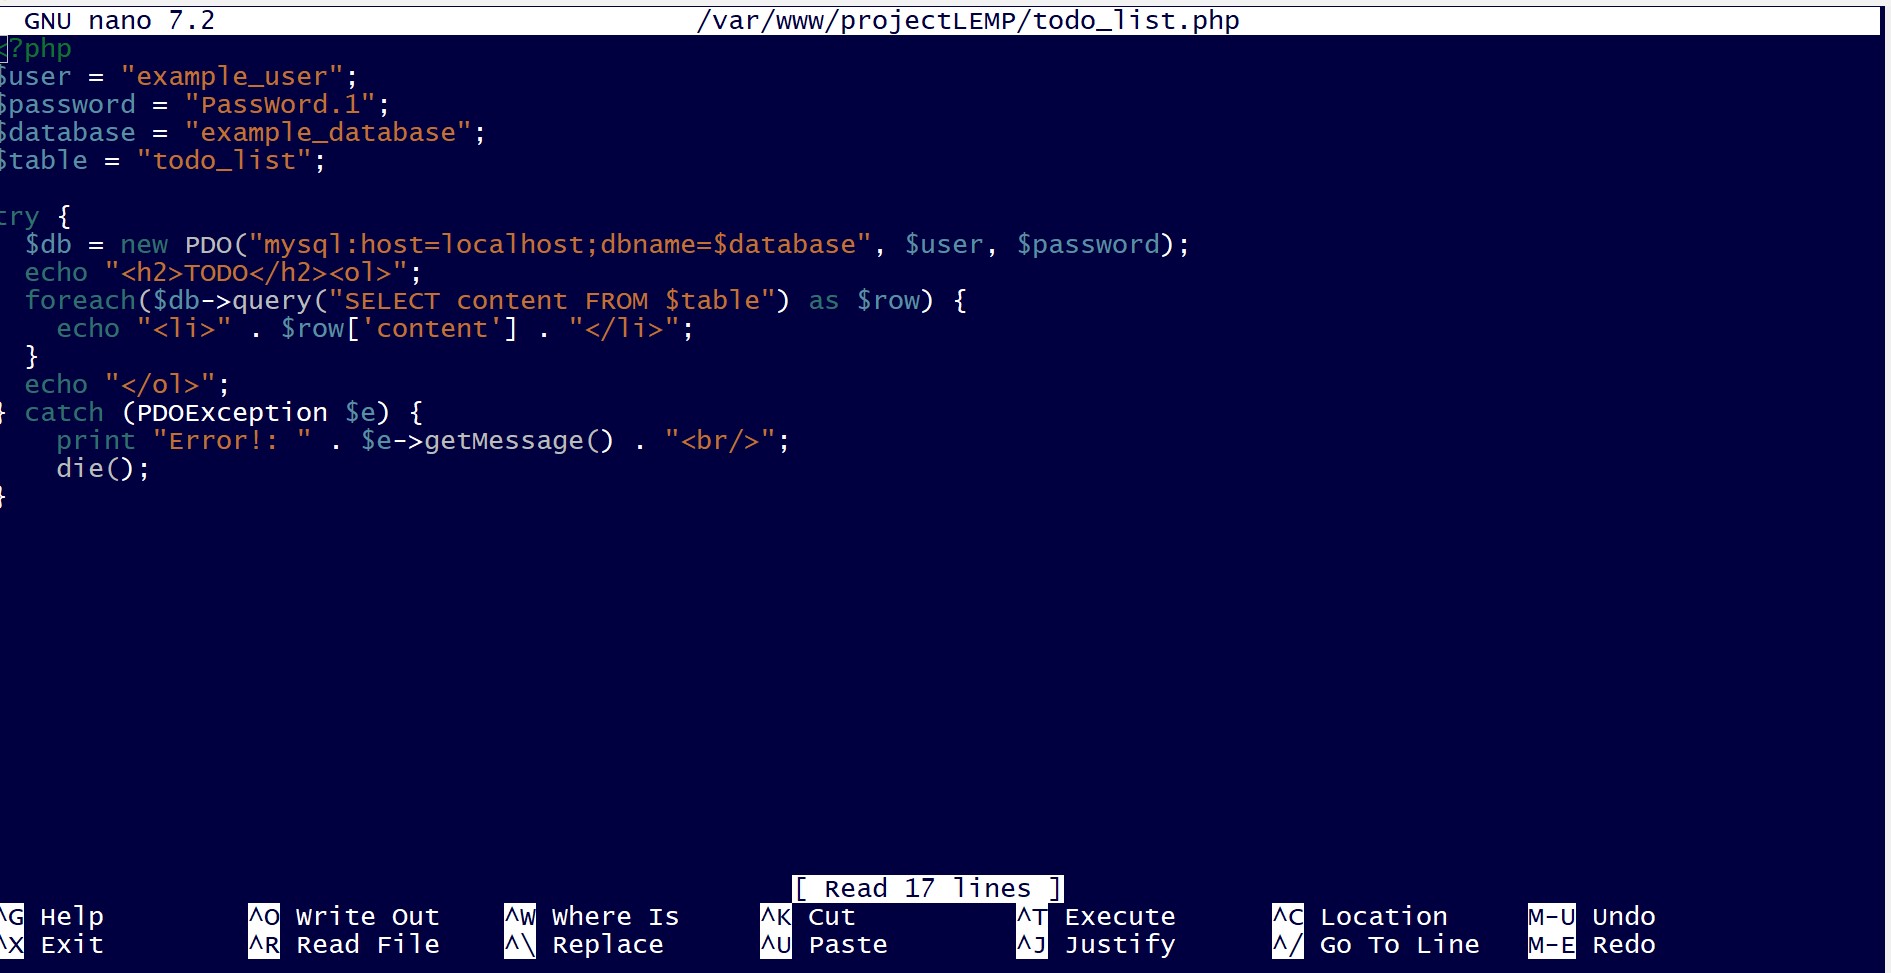 GNU nano 7.2 /var/www/projectLEMP/todo_list.php
<?php
$user = "example_user";
$password = "PassWord.1";
$database = "example_database";
$table = "todo_list";
try {
  $db = new PDO("mysql:host=localhost;dbname=$database", $user, $password);
  echo "<h2>TODO</h2><ol>";
  foreach($db->query("SELECT content FROM $table") as $row) {
    echo "<li>" . $row['content'] . "</li>";
  }
  echo "</ol>";
} catch (PDOException $e) {
    print "Error!: " . $e->getMessage() . "<br/>";
    die();
}
[ Read 17 lines ]
^G Help ^O Write Out ^W Where Is ^K Cut ^T Execute ^C Location M-U Undo
^X Exit ^R Read File ^\ Replace ^U Paste ^J Justify ^/ Go To Line M-E Redo